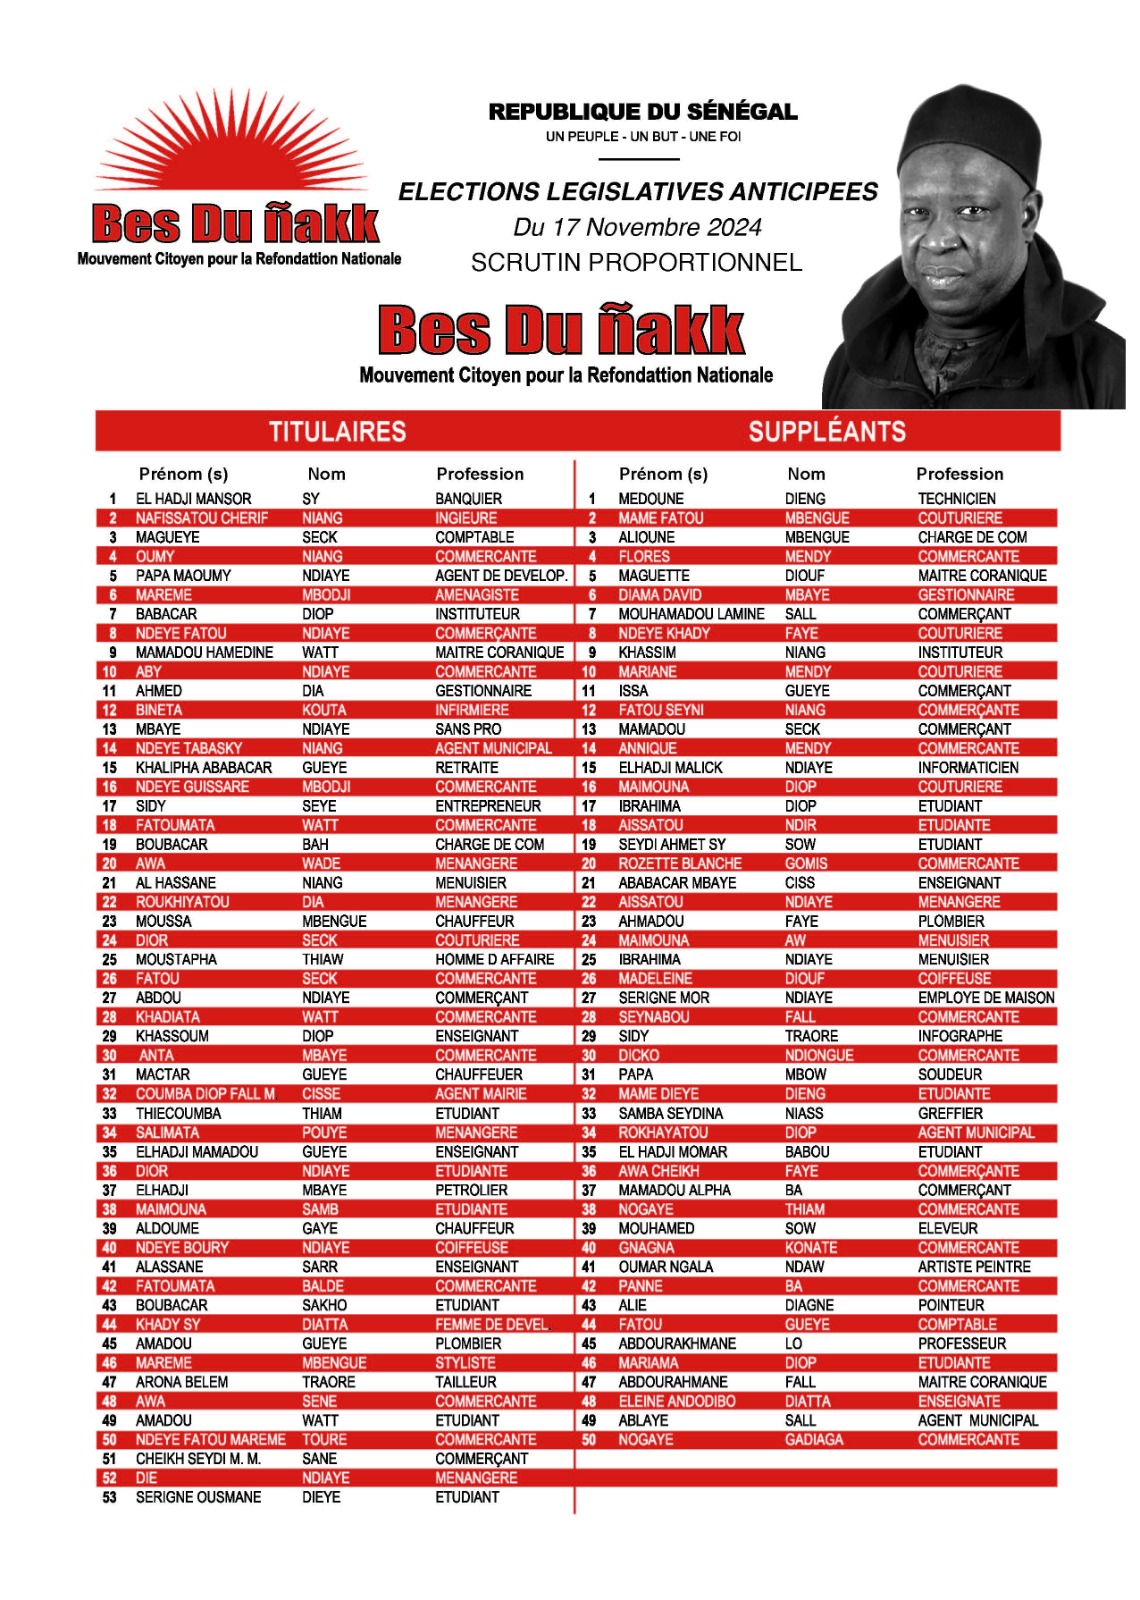 REPUBLIQUE DU SÉNÉGAL
UN PEUPLE - UN BUT - UNE FOI
ELECTIONS LEGISLATIVES ANTICIPEES
Du 17 Novembre 2024
SCRUTIN PROPORTIONNEL
Bes Du ñakk
Mouvement Citoyen pour la Refondattion Nationale
Bes Du ñakk
Mouvement Citoyen pour la Refondattion Nationale
TITULAIRES SUPPLÉANTS
Prénom (s) Nom Profession Prénom (s) Nom Profession
1 EL HADJI MANSOR SY BANQUIER 1 MEDOUNE DIENG TECHNICIEN
2 NAFISSATOU CHERIF NIANG INGIEURE 2 MAME FATOU MBENGUE COUTURIERE
3 MAGUEYE SECK COMPTABLE 3 ALIOUNE MBENGUE CHARGE DE COM
4 OUMY NIANG COMMERCANTE 4 FLORES MENDY COMMERCANTE
5 PAPA MAOUMY NDIAYE AGENT DE DEVELOP. 5 MAGUETTE DIOUF MAITRE CORANIQUE
6 MAREME MBODJI AMENAGISTE 6 DIAMA DAVID MBAYE GESTIONNAIRE
7 BABACAR DIOP INSTITUTEUR 7 MOUHAMADOU LAMINE SALL COMMERÇANT
8 NDEYE FATOU NDIAYE COMMERÇANTE 8 NDEYE KHADY FAYE COUTURIERE
9 MAMADOU HAMEDINE WATT MAITRE CORANIQUE 9 KHASSIM NIANG INSTITUTEUR
10 ABY NDIAYE COMMERCANTE 10 MARIANE MENDY COUTURIERE
11 AHMED DIA GESTIONNAIRE 11 ISSA GUEYE COMMERÇANT
12 BINETA KOUTA INFIRMIERE 12 FATOU SEYNI NIANG COMMERÇANTE
13 MBAYE NDIAYE SANS PRO 13 MAMADOU SECK COMMERÇANT
14 NDEYE TABASKY NIANG AGENT MUNICIPAL 14 ANNIQUE MENDY COMMERCANTE
15 KHALIPHA ABABACAR GUEYE RETRAITE 15 ELHADJI MALICK NDIAYE INFORMATICIEN
16 NDEYE GUISSARE MBODJI COMMERCANTE 16 MAIMOUNA DIOP COUTURIERE
17 SIDY SEYE ENTREPRENEUR 17 IBRAHIMA DIOP ETUDIANT
18 FATOUMATA WATT COMMERCANTE 18 AISSATOU NDIR ETUDIANTE
19 BOUBACAR BAH CHARGE DE COM 19 SEYDI AHMET SY SOW ETUDIANT
20 AWA WADE MENANGERE 20 ROZETTE BLANCHE GOMIS COMMERCANTE
21 AL HASSANE NIANG MENUISIER 21 ABABACAR MBAYE CISS ENSEIGNANT
22 ROUKHIYATOU DIA MENANGERE 22 AISSATOU NDIAYE MENANGERE
23 MOUSSA MBENGUE CHAUFFEUR 23 AHMADOU FAYE PLOMBIER
24 DIOR SECK COUTURIERE 24 MAIMOUNA AW MENUISIER
25 MOUSTAPHA THIAW HOMME D AFFAIRE 25 IBRAHIMA NDIAYE MENUISIER
26 FATOU SECK COMMERCANTE 26 MADELEINE DIOUF COIFFEUSE
27 ABDOU NDIAYE COMMERÇANT 27 SERIGNE MOR NDIAYE EMPLOYE DE MAISON
28 KHADIATA WATT COMMERCANTE 28 SEYNABOU FALL COMMERCANTE
29 KHASSOUM DIOP ENSEIGNANT 29 SIDY TRAORE INFOGRAPHE
30 ANTA MBAYE COMMERCANTE 30 DICKO NDIONGUE COMMERCANTE
31 MACTAR GUEYE CHAUFFEUER 31 PAPA MBOW SOUDEUR
32 COUMBA DIOP FALL M CISSE AGENT MAIRIE 32 MAME DIEYE DIENG ETUDIANTE
33 THIECOUMBA THIAM ETUDIANT 33 SAMBA SEYDINA NIASS GREFFIER
34 SALIMATA POUYE MENANGERE 34 ROKHAYATOU DIOP AGENT MUNICIPAL
35 ELHADJI MAMADOU GUEYE ENSEIGNANT 35 EL HADJI MOMAR BABOU ETUDIANT
36 DIOR NDIAYE ETUDIANTE 36 AWA CHEIKH FAYE COMMERÇANTE
37 ELHADJI MBAYE PETROLIER 37 MAMADOU ALPHA BA COMMERÇANT
38 MAIMOUNA SAMB ETUDIANTE 38 NOGAYE THIAM COMMERCANTE
39 ALDOUME GAYE CHAUFFEUR 39 MOUHAMED SOW ELEVEUR
40 NDEYE BOURY NDIAYE COIFFEUSE 40 GNAGNA KONATE COMMERCANTE
41 ALASSANE SARR ENSEIGNANT 41 OUMAR NGALA NDAW ARTISTE PEINTRE
42 FATOUMATA BALDE COMMERCANTE 42 PANNE BA COMMERCANTE
43 BOUBACAR SAKHO ETUDIANT 43 ALIE DIAGNE POINTEUR
44 KHADY SY DIATTA FEMME DE DEVEL. 44 FATOU GUEYE COMPTABLE
45 AMADOU GUEYE PLOMBIER 45 ABDOURAKHMANE LO PROFESSEUR
46 MAREME MBENGUE STYLISTE 46 MARIAMA DIOP ETUDIANTE
47 ARONA BELEM TRAORE TAILLEUR 47 ABDOURAHMANE FALL MAITRE CORANIQUE
48 AWA SENE COMMERCANTE 48 ELEINE ANDODIBO DIATTA ENSEIGNATE
49 AMADOU WATT ETUDIANT 49 ABLAYE SALL AGENT MUNICIPAL
50 NDEYE FATOU MAREME TOURE COMMERCANTE 50 NOGAYE GADIAGA COMMERCANTE
51 CHEIKH SEYDI M. M. SANE COMMERÇANT
52 DIE NDIAYE MENANGERE
53 SERIGNE OUSMANE DIEYE ETUDIANT